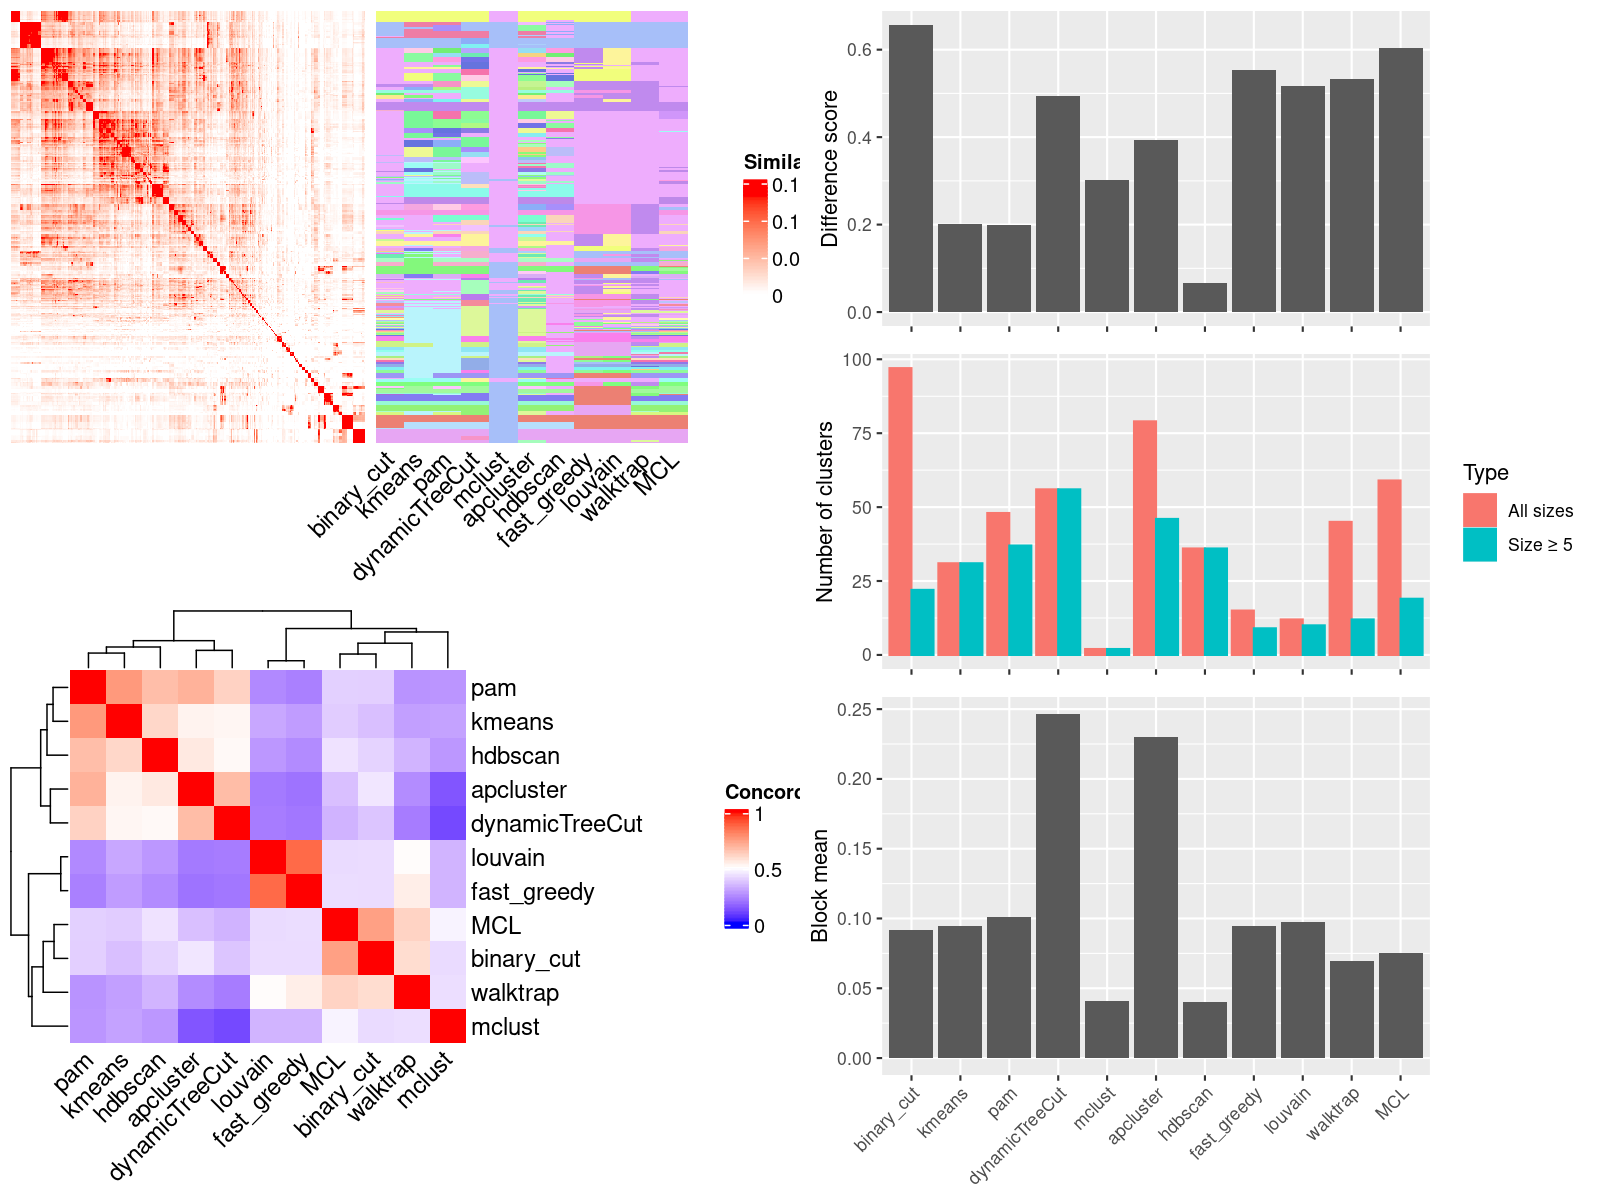 Simila
0.1
0.1
0.0
0
binary_cut
kmeans
pam
dynamicTreeCut
mclust
apcluster
hdbscan
fast_greedy
louvain
walktrap
MCL
pam
kmeans
hdbscan
apcluster
dynamicTreeCut
louvain
fast_greedy
MCL
binary_cut
walktrap
mclust
pam
kmeans
hdbscan
apcluster
dynamicTreeCut
louvain
fast_greedy
MCL
binary_cut
walktrap
mclust
Concord
1
0.5
0
Difference score
0.6
0.4
0.2
0.0
Number of clusters
100
75
50
25
0
Type
All sizes
Size ≥ 5
Block mean
0.25
0.20
0.15
0.10
0.05
0.00
binary_cut
kmeans
pam
dynamicTreeCut
mclust
apcluster
hdbscan
fast_greedy
louvain
walktrap
MCL